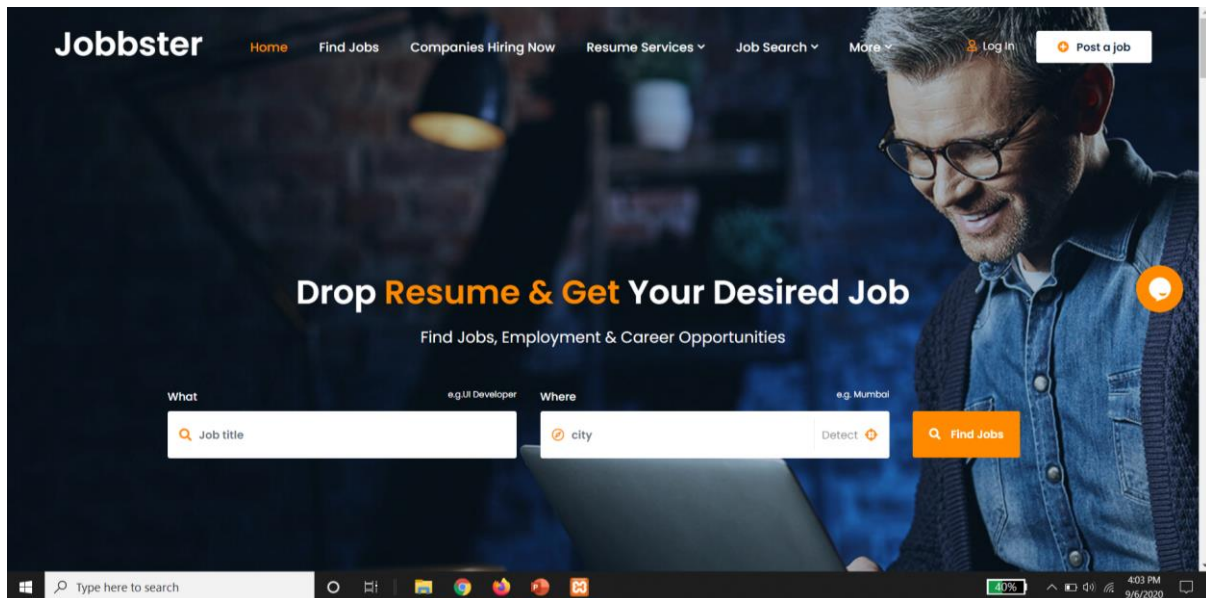 Jobbster
Home Find Jobs Companies Hiring Now Resume Services Job Search More Log In Post a job
Drop Resume & Get Your Desired Job
Find Jobs, Employment & Career Opportunities
What e.g.UI Developer Where e.g. Mumbai
Job title city Detect Find Jobs
Type here to search 40% 4:03 PM
9/6/2020